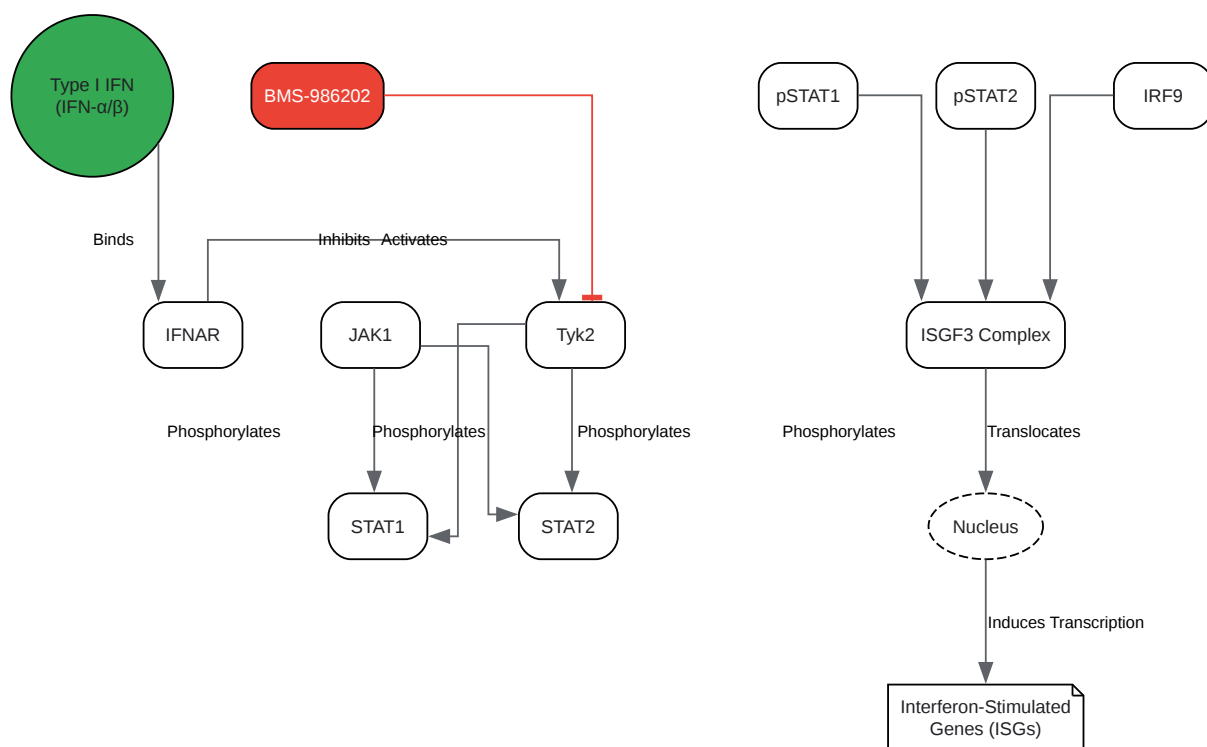 Type I IFN
(IFN-α/β)
BMS-986202
pSTAT1
pSTAT2
IRF9
Binds
Inhibits
Activates
IFNAR
JAK1
Tyk2
ISGF3 Complex
Phosphorylates
Phosphorylates
Phosphorylates
Phosphorylates
Translocates
STAT1
STAT2
Nucleus
Induces Transcription
Interferon-Stimulated
Genes (ISGs)